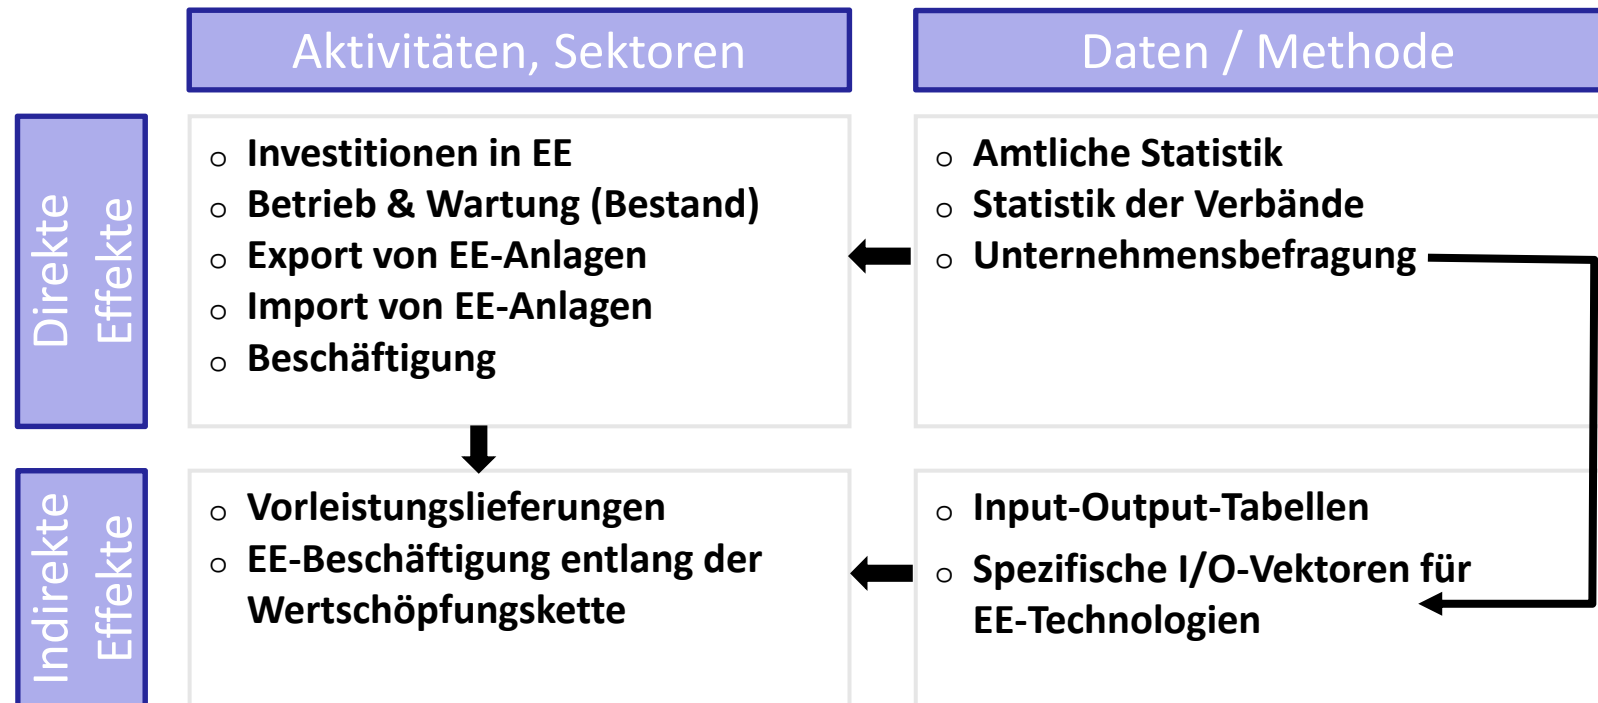 Aktivitäten, Sektoren
Daten / Methode
Direkte
Effekte
o Investitionen in EE
o Betrieb & Wartung (Bestand)
o Export von EE-Anlagen
o Import von EE-Anlagen
o Beschäftigung
o Amtliche Statistik
o Statistik der Verbände
o Unternehmensbefragung
Indirekte
Effekte
o Vorleistungslieferungen
o EE-Beschäftigung entlang der
Wertschöpfungskette
o Input-Output-Tabellen
o Spezifische I/O-Vektoren für
EE-Technologien